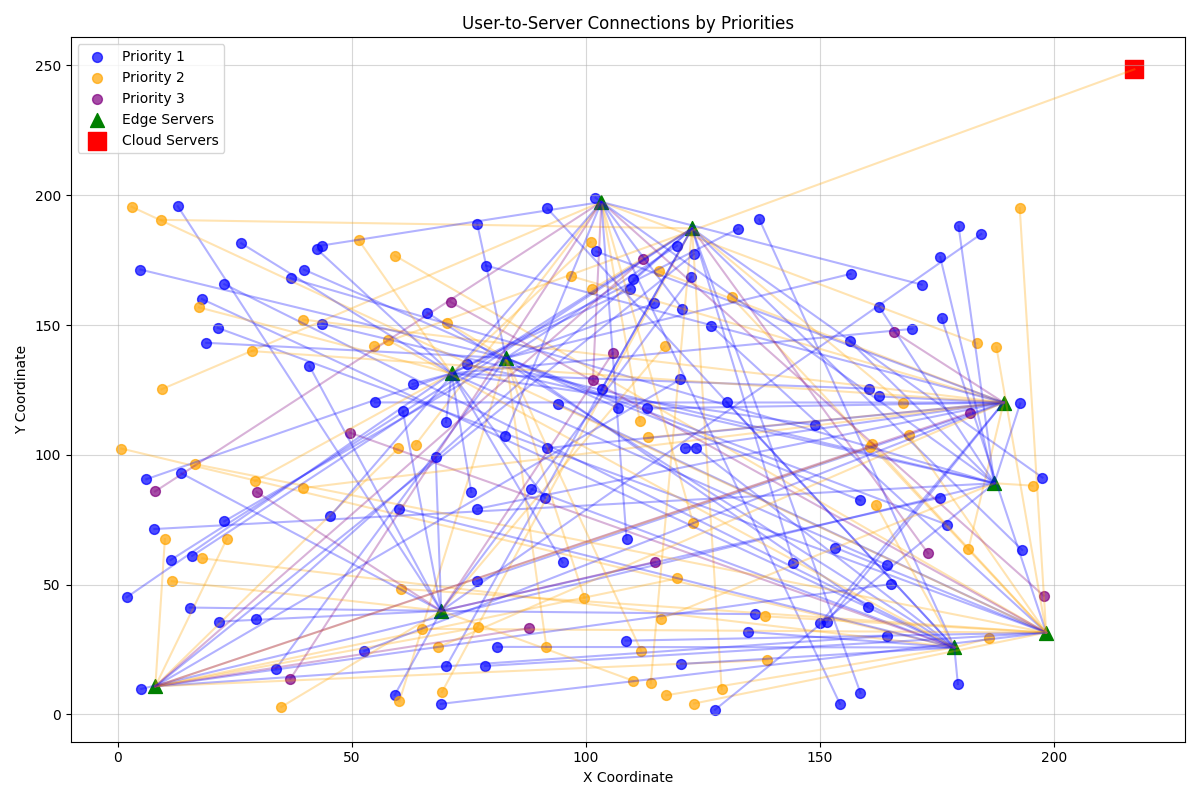 User-to-Server Connections by Priorities
Priority 1
Priority 2
Priority 3
Edge Servers
Cloud Servers
250
200
150
100
50
0
Y Coordinate
0
50
100
150
200
X Coordinate